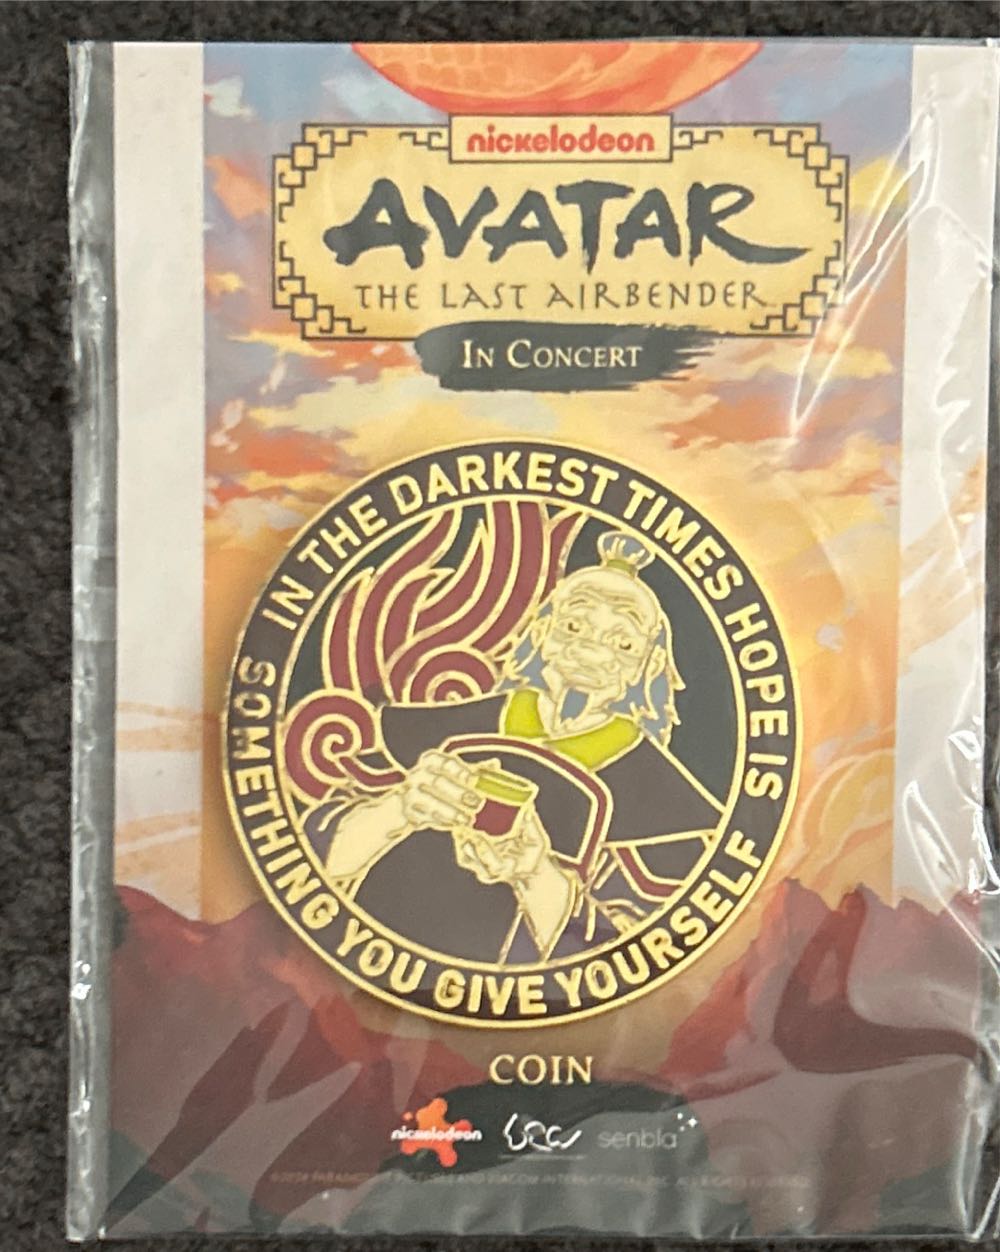 nickelodeon
AVATAR
THE LAST AIRBENDER
IN CONCERT
IN THE DARKEST TIMES HOPE IS
SOMETHING YOU GIVE YOURSELF
COIN
nickelodeon
senbla